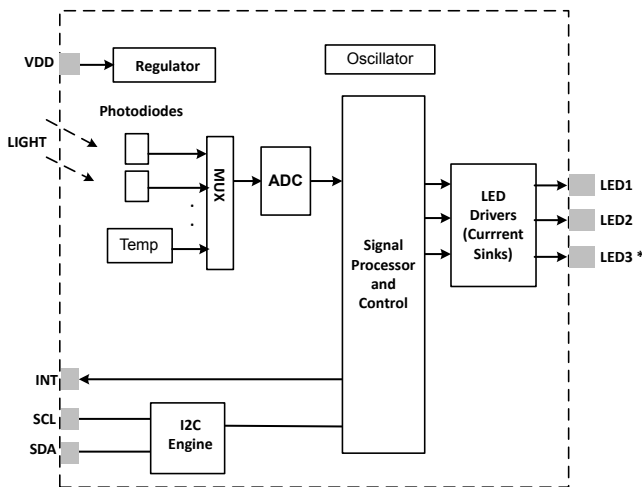 Oscillator
VDD
Regulator
Photodiodes
LIGHT
MUX
ADC
Temp
Signal
Processor
and
Control
LED
Drivers
(Currrent
Sinks)
LED1
LED2
LED3 *
INT
SCL
SDA
I2C
Engine